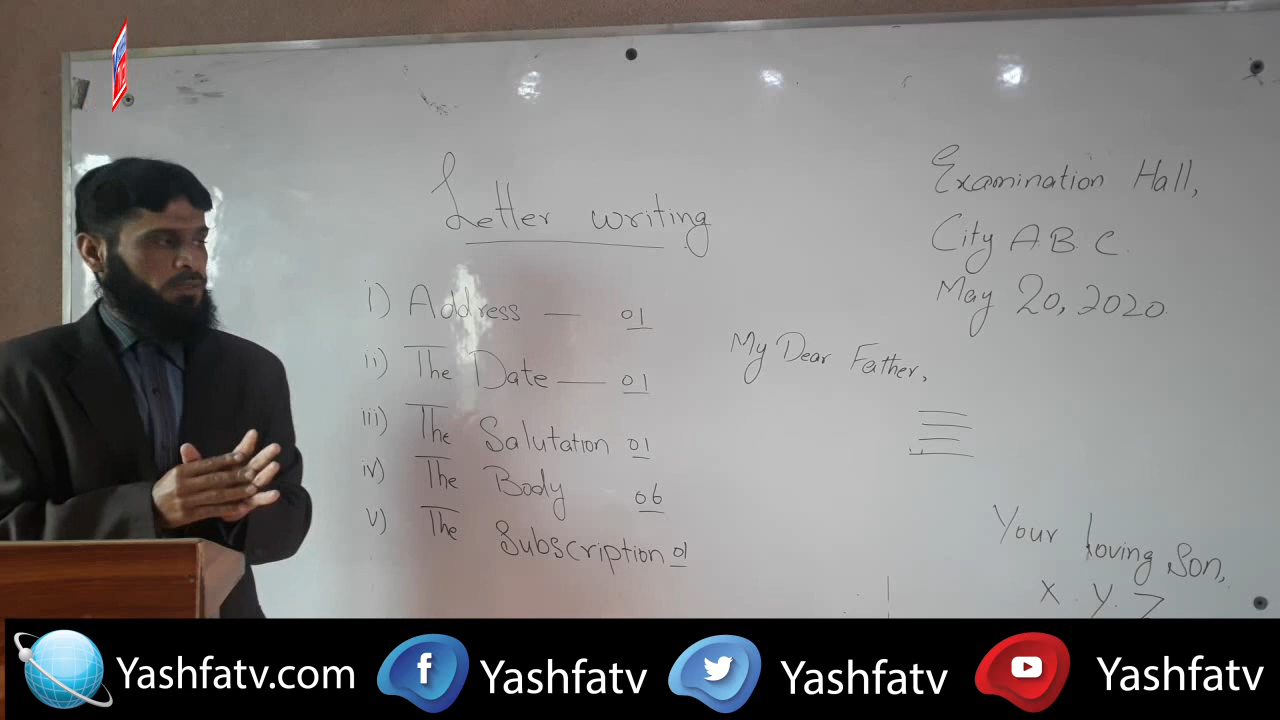 Letter writing
i) Address — 01
ii) The Date — 01
iii) The Salutation 01
iv) The Body 06
v) The Subscription 01
Examination Hall,
City A.B.C.
May 20, 2020.
My Dear Father,
Your loving Son,
X.Y.Z
Yashfatv.com
Yashfatv
Yashfatv
Yashfatv